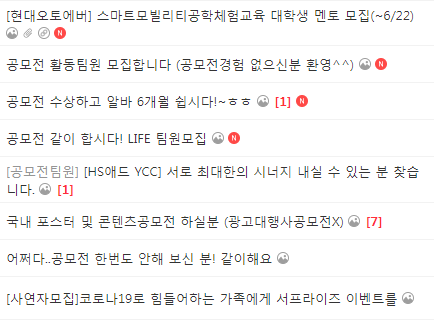 [현대오토에버] 스마트모빌리티공학체험교육 대학생 멘토 모집(~6/22)
N
공모전 활동팀원 모집합니다 (공모전경험 없으신분 환영^^) N
공모전 수상하고 알바 6개월 쉽시다!~ㅎㅎ [1] N
공모전 같이 합시다! LIFE 팀원모집 N
[공모전팀원] [HS애드 YCC] 서로 최대한의 시너지 내실 수 있는 분 찾습
니다. [1]
국내 포스터 및 콘텐츠공모전 하실분 (광고대행사공모전X) [7]
어쩌다..공모전 한번도 안해 보신 분! 같이해요
[사연자모집]코로나19로 힘들어하는 가족에게 서프라이즈 이벤트를